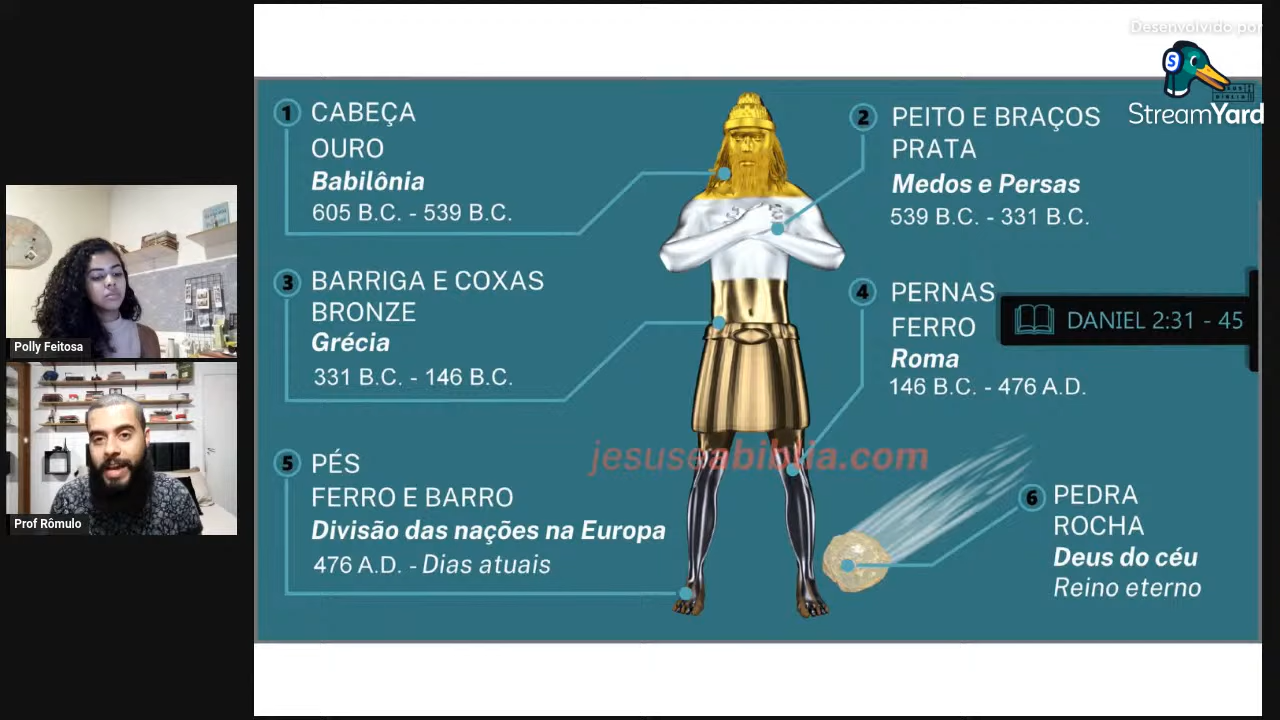 Desenvolvido por
StreamYard
1 CABEÇA
OURO
Babilônia
605 B.C. - 539 B.C.
2 PEITO E BRAÇOS
PRATA
Medos e Persas
539 B.C. - 331 B.C.
3 BARRIGA E COXAS
BRONZE
Grécia
331 B.C. - 146 B.C.
4 PERNAS
FERRO
Roma
146 B.C. - 476 A.D.
DANIEL 2:31 - 45
jesuseabiblia.com
5 PÉS
FERRO E BARRO
Divisão das nações na Europa
476 A.D. - Dias atuais
6 PEDRA
ROCHA
Deus do céu
Reino eterno
Polly Feitosa
Prof Rômulo